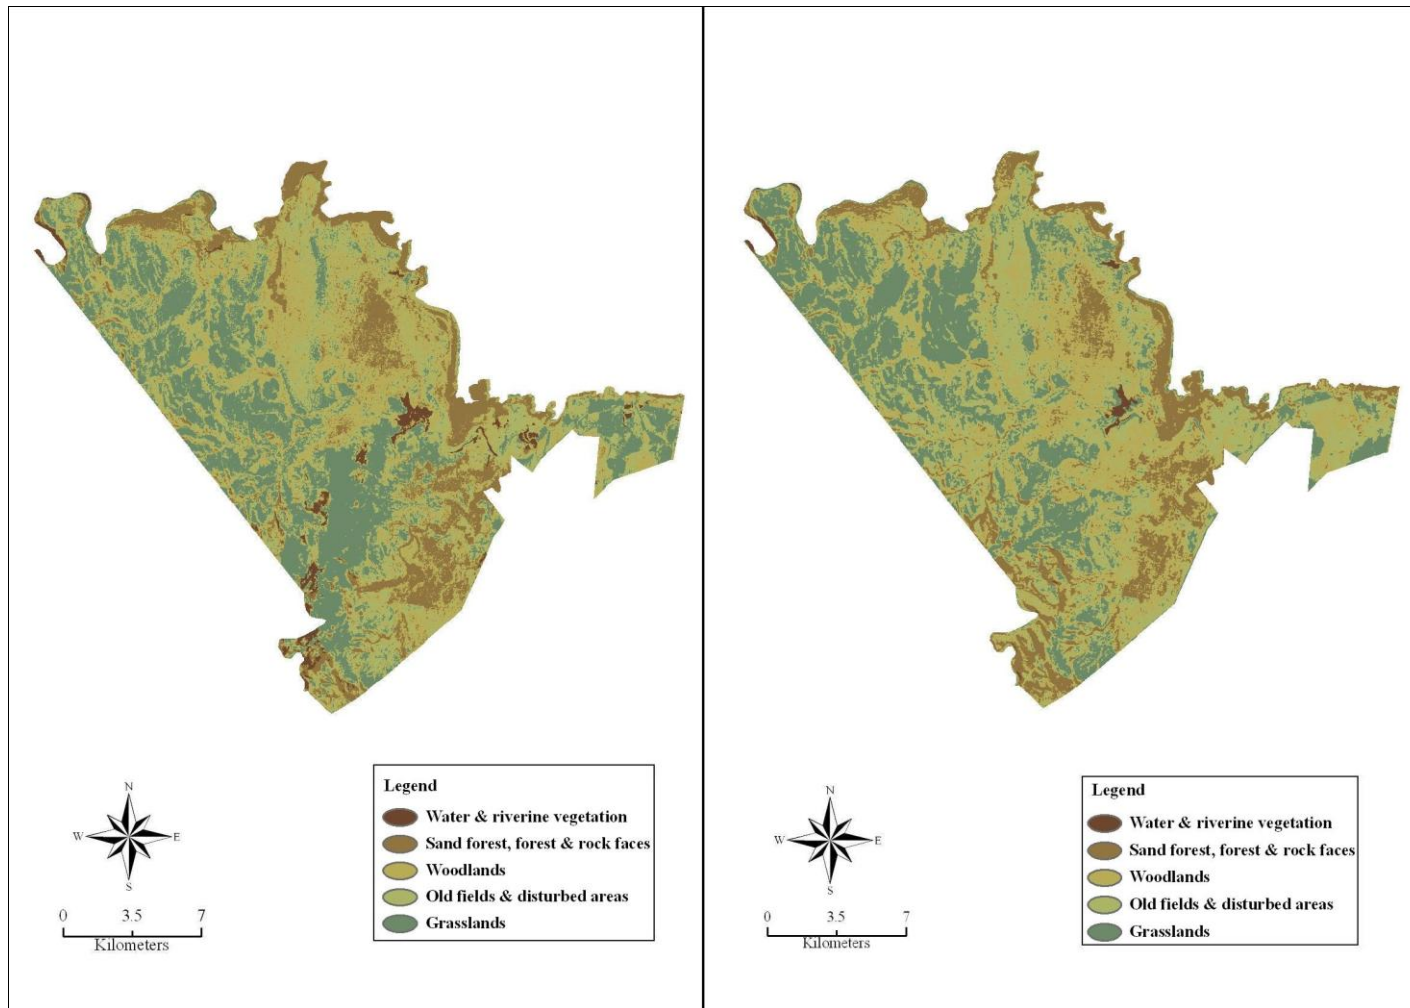 N
W E
S
0 3.5 7
Kilometers
Legend
Water & riverine vegetation
Sand forest, forest & rock faces
Woodlands
Old fields & disturbed areas
Grasslands
N
W E
S
0 3.5 7
Kilometers
Legend
Water & riverine vegetation
Sand forest, forest & rock faces
Woodlands
Old fields & disturbed areas
Grasslands